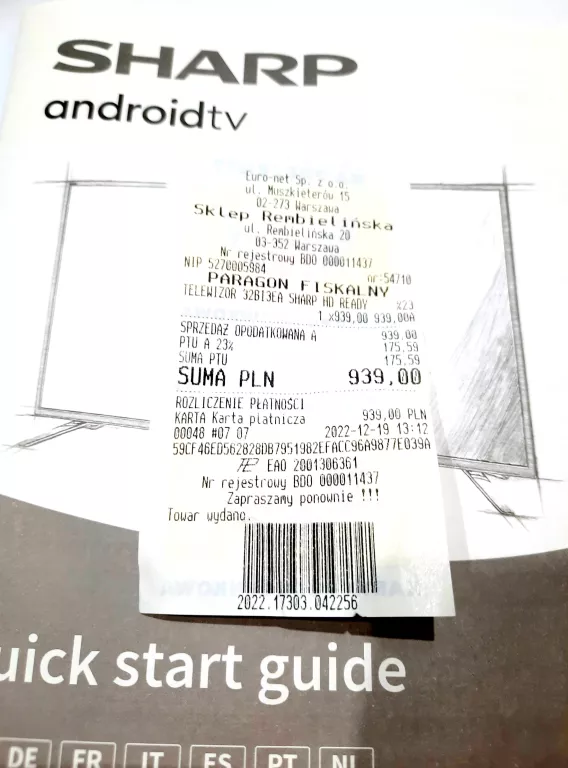 SHARP
androidtv
Euro-net Sp. z o.o.
ul. Muszkieterów 15
02-273 Warszawa
Sklep Rembielińska
ul. Rembielińska 20
03-352 Warszawa
Nr rejestrowy BDO 000011437
NIP 5270005984 nr:54710
PARAGON FISKALNY
TELEWIZOR 32BI3EA SHARP HD READY x23
1 x939,00 939,00A
SPRZEDAŻ OPODATKOWANA A 939,00
PTU A 23% 175,59
SUMA PTU 175,59
SUMA PLN 939,00
ROZLICZENIE PŁATNOŚCI
KARTA Karta płatnicza 939,00 PLN
00048 #07 07 2022-12-19 13:12
59CF46ED562828DB7951982EFACC96A9877E039A
EAO 2001306361
Nr rejestrowy BDO 000011437
Zapraszamy ponownie !!!
Towar wydano.
2022.17303.042256
uick start guide
DE FR IT ES PT NL